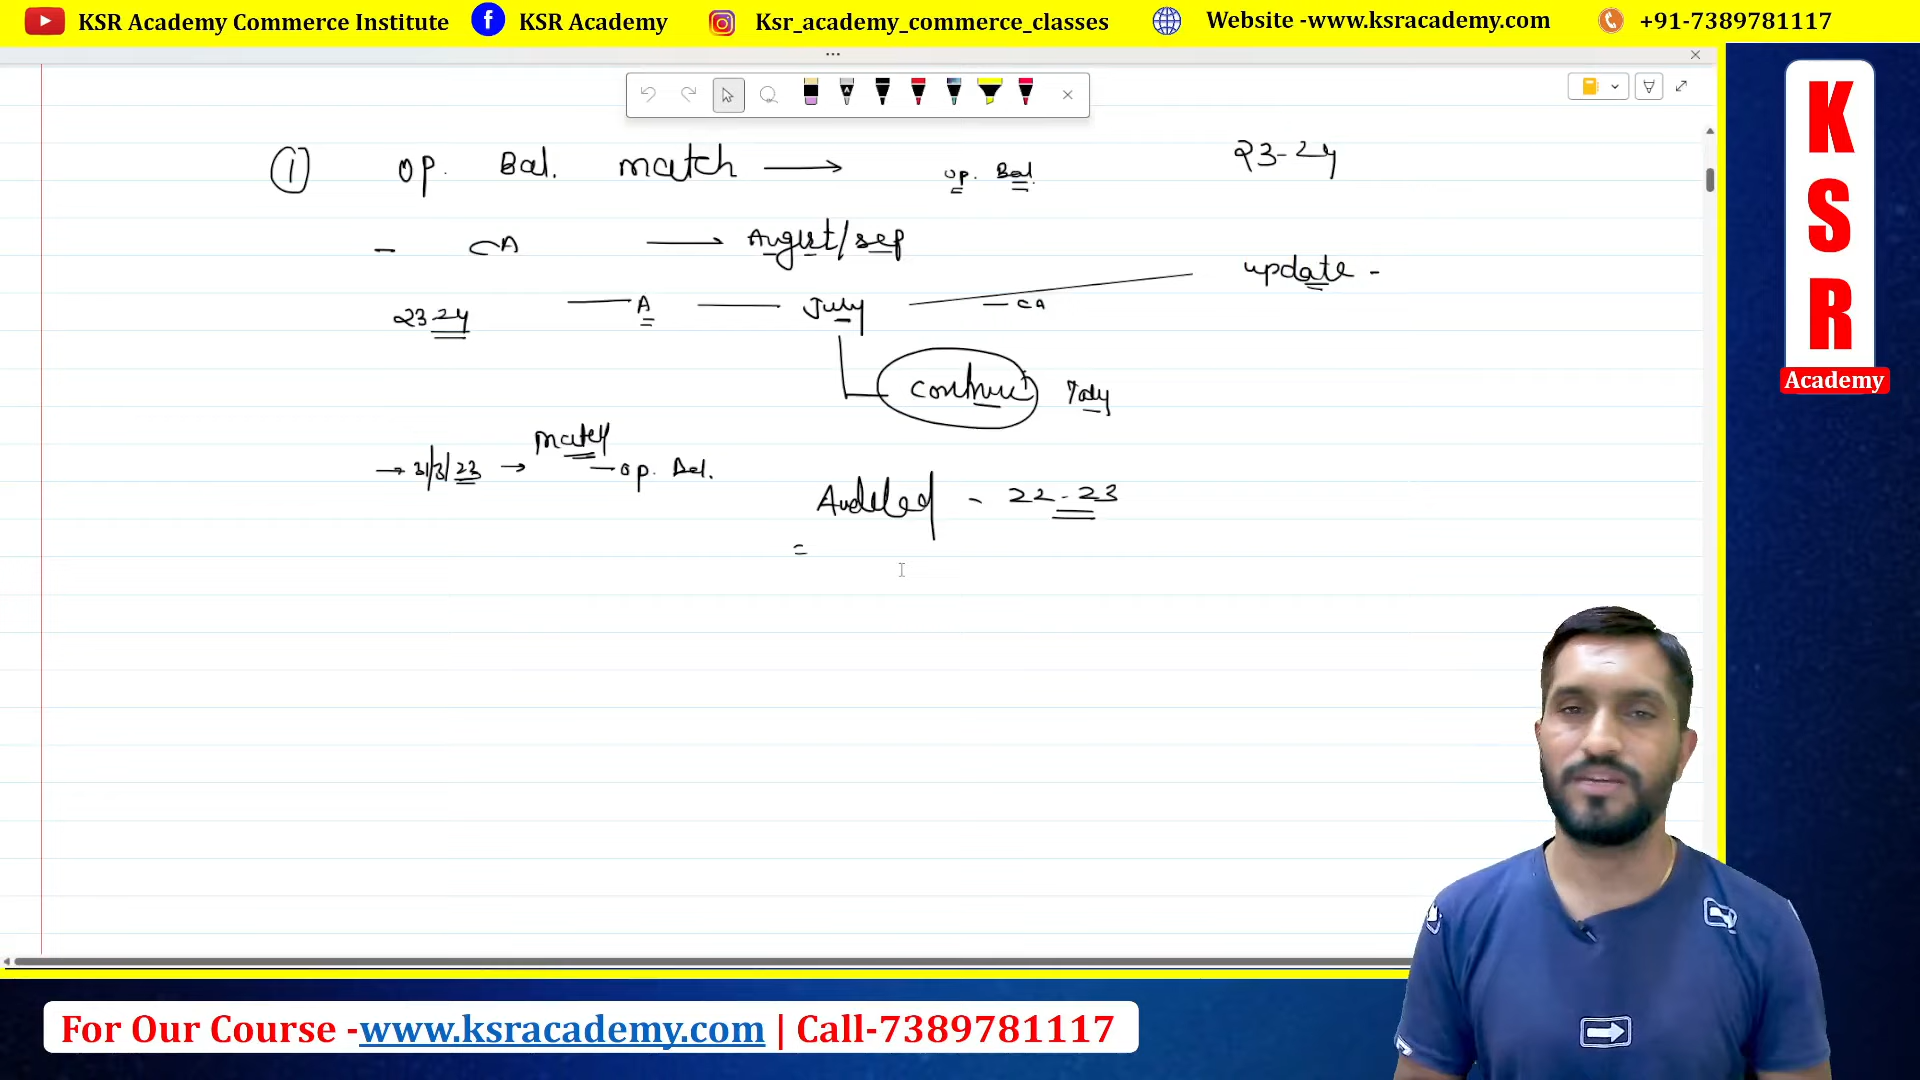 KSR Academy Commerce Institute KSR Academy Ksr_academy_commerce_classes Website -www.ksracademy.com +91-7389781117
① op. Bal. match → op. Bal. 23-24
- CA → August/sep
update -
23-24 — A — July — CA
Tally
match
→ 31/3/23 → — op. Bal.
Audited - 22-23
=
K
S
R
Academy
For Our Course -www.ksracademy.com | Call-7389781117